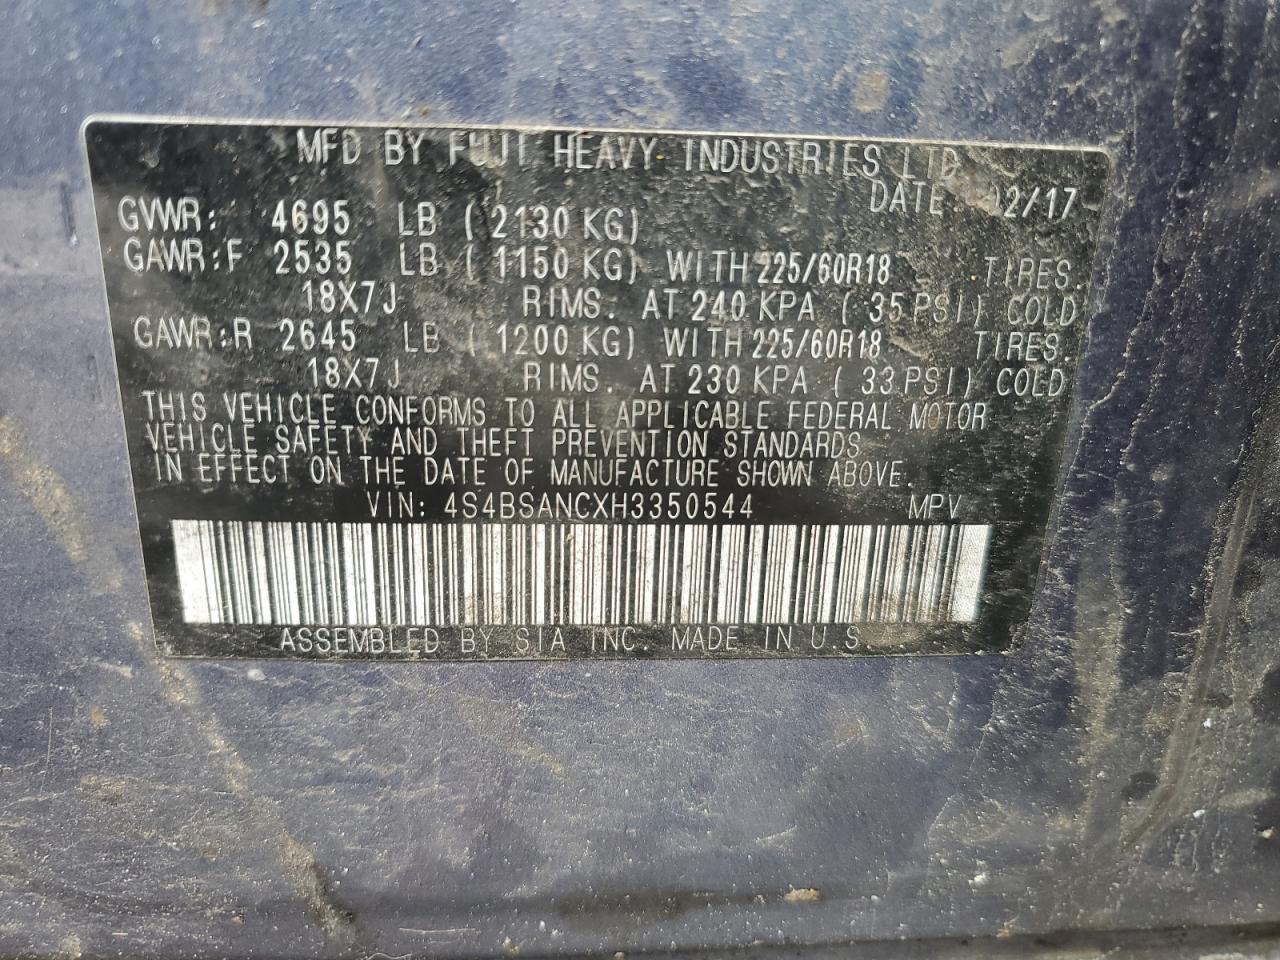 MFD BY FUJI HEAVY INDUSTRIES LTD.
DATE 02/17
GVWR: 4695 LB ( 2130 KG)
GAWR:F 2535 LB ( 1150 KG) WITH 225/60R18 TIRES.
18X7J RIMS. AT 240 KPA ( 35 PSI) COLD
GAWR:R 2645 LB ( 1200 KG) WITH 225/60R18 TIRES.
18X7J RIMS. AT 230 KPA ( 33 PSI) COLD
THIS VEHICLE CONFORMS TO ALL APPLICABLE FEDERAL MOTOR
VEHICLE SAFETY AND THEFT PREVENTION STANDARDS
IN EFFECT ON THE DATE OF MANUFACTURE SHOWN ABOVE.
VIN: 4S4BSANCXH3350544 MPV
ASSEMBLED BY SIA INC. MADE IN U.S.